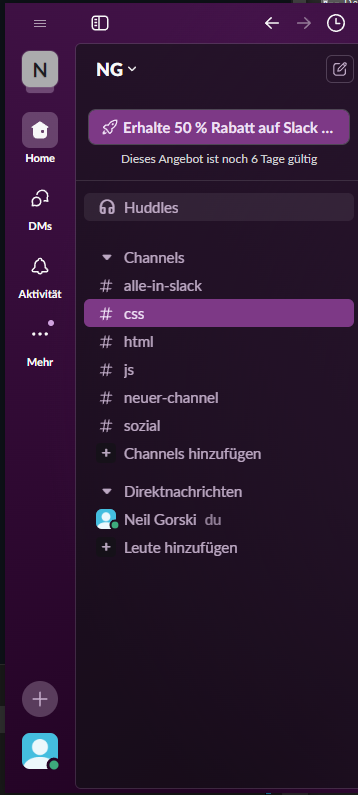 N
Home
DMs
Aktivität
Mehr
NG
Erhalte 50 % Rabatt auf Slack ...
Dieses Angebot ist noch 6 Tage gültig
Huddles
Channels
# alle-in-slack
# css
# html
# js
# neuer-channel
# sozial
+ Channels hinzufügen
Direktnachrichten
Neil Gorski du
+ Leute hinzufügen